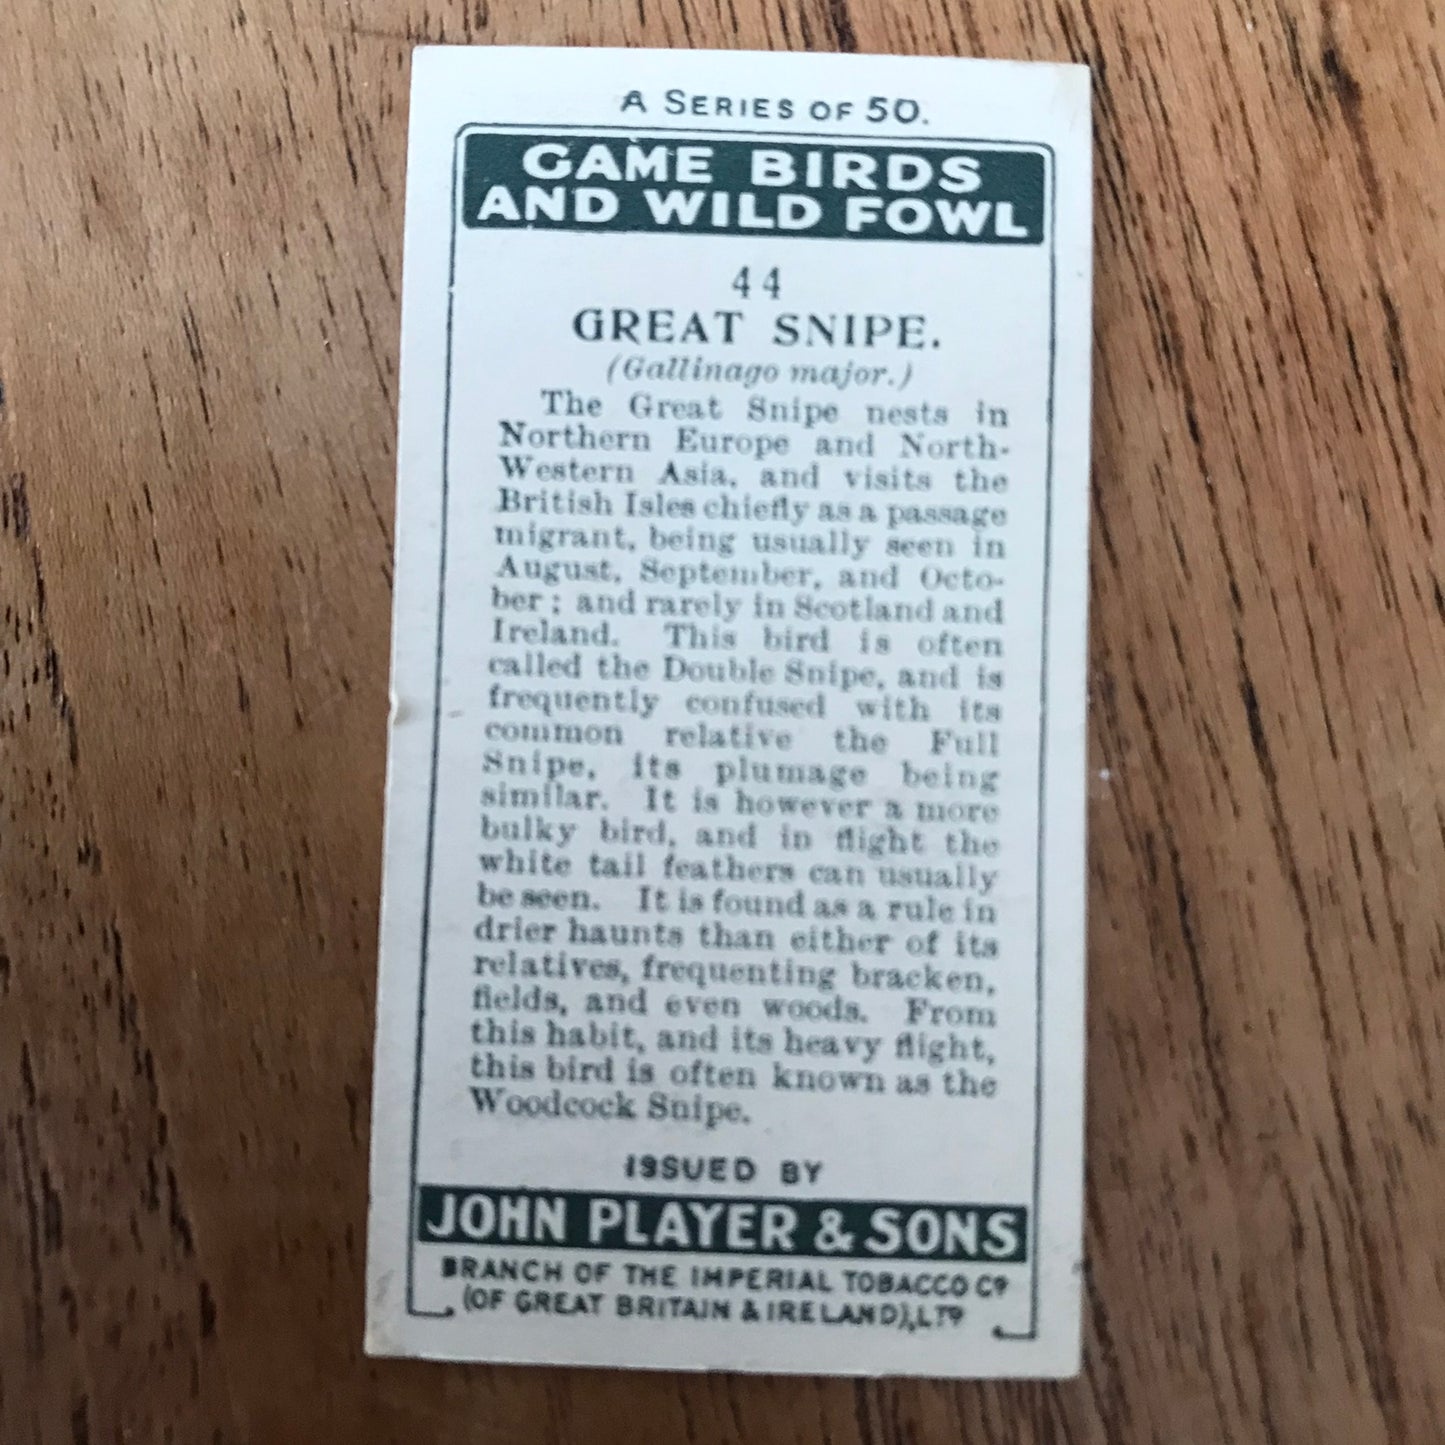 A SERIES OF 50.
GAME BIRDS
AND WILD FOWL
44
GREAT SNIPE.
(Gallinago major.)
The Great Snipe nests in
Northern Europe and North-
Western Asia, and visits the
British Isles chiefly as a passage
migrant, being usually seen in
August, September, and Octo-
ber ; and rarely in Scotland and
Ireland. This bird is often
called the Double Snipe, and is
frequently confused with its
common relative the Full
Snipe, its plumage being
similar. It is however a more
bulky bird, and in flight the
white tail feathers can usually
be seen. It is found as a rule in
drier haunts than either of its
relatives, frequenting bracken,
fields, and even woods. From
this habit, and its heavy flight,
this bird is often known as the
Woodcock Snipe.
ISSUED BY
JOHN PLAYER & SONS
BRANCH OF THE IMPERIAL TOBACCO Cº
(OF GREAT BRITAIN & IRELAND), LTD